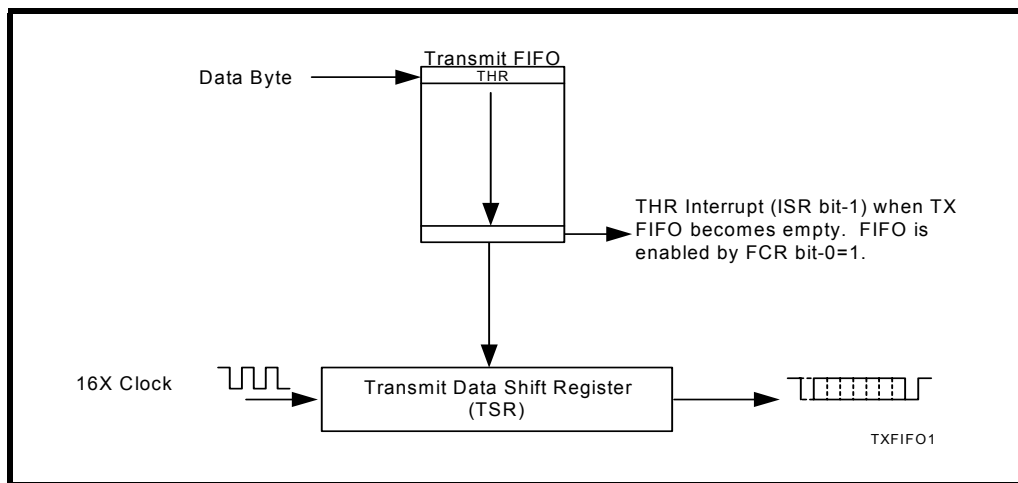 Transmit FIFO
Data Byte
THR
THR Interrupt (ISR bit-1) when TX
FIFO becomes empty. FIFO is
enabled by FCR bit-0=1.
16X Clock
Transmit Data Shift Register
(TSR)
TXFIFO1